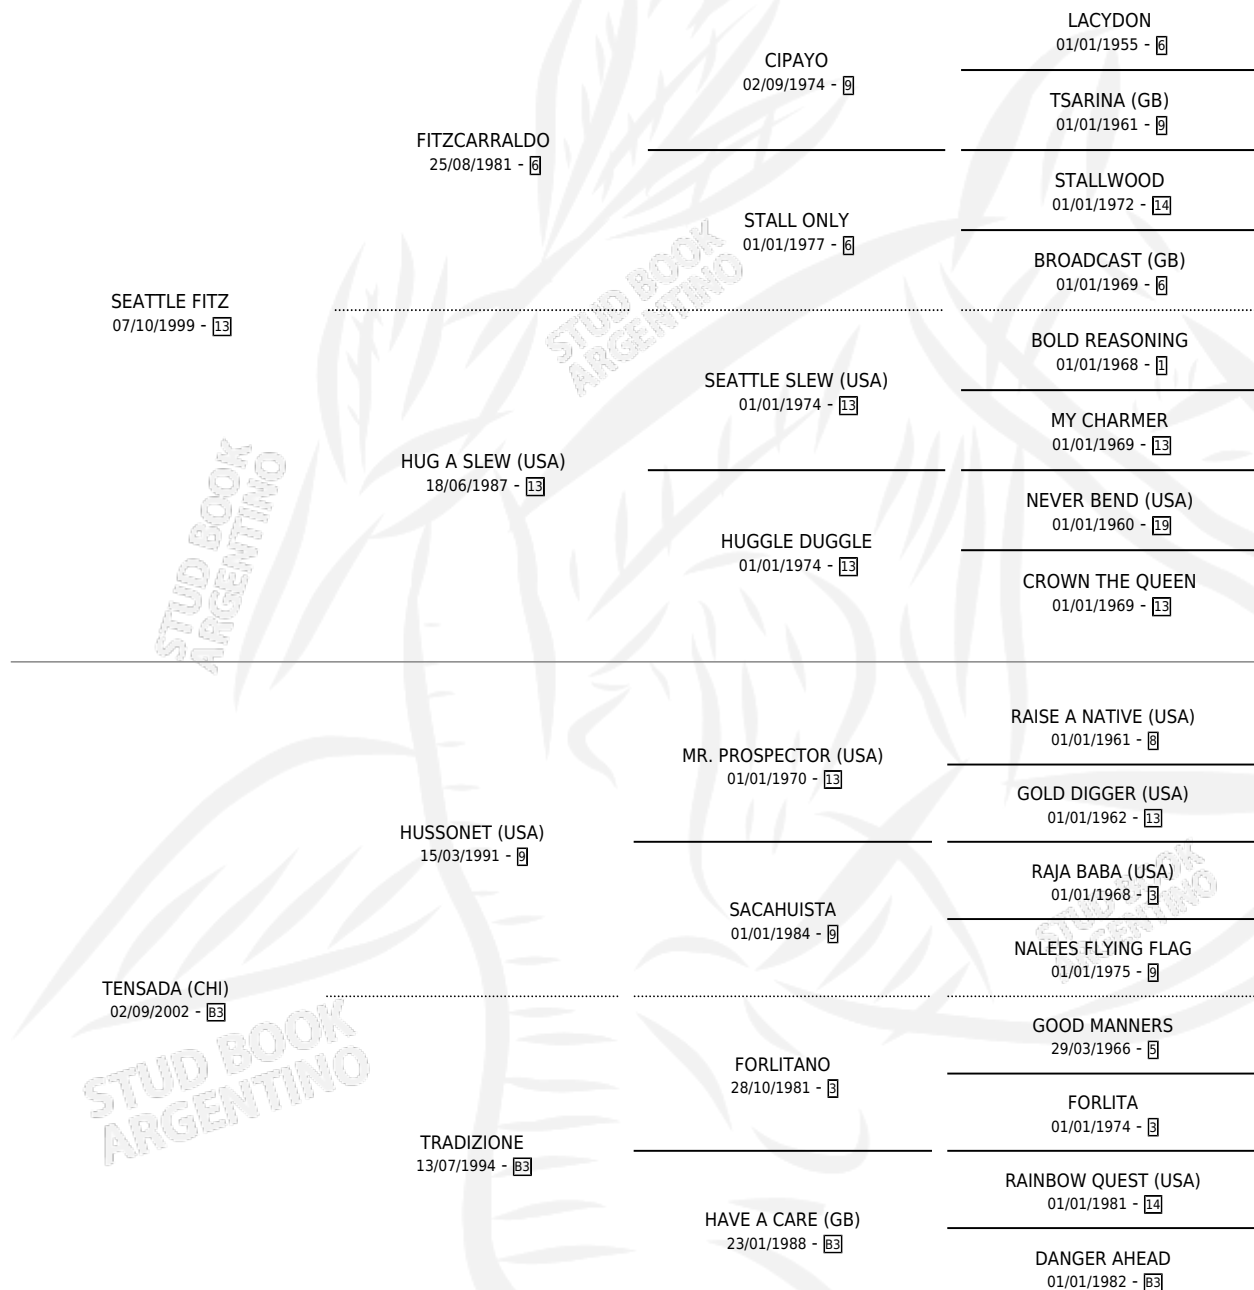 LACYDON
01/01/1955 - 6
CIPAYO
02/09/1974 - 9
TSARINA (GB)
01/01/1961 - 9
FITZCARRALDO
25/08/1981 - 6
STALLWOOD
01/01/1972 - 14
STALL ONLY
01/01/1977 - 6
BROADCAST (GB)
01/01/1969 - 6
SEATTLE FITZ
07/10/1999 - 13
STUD BOOK
ARGENTINO
BOLD REASONING
01/01/1968 - 1
SEATTLE SLEW (USA)
01/01/1974 - 13
MY CHARMER
01/01/1969 - 13
HUG A SLEW (USA)
18/06/1987 - 13
NEVER BEND (USA)
01/01/1960 - 19
HUGGLE DUGGLE
01/01/1974 - 13
CROWN THE QUEEN
01/01/1969 - 13
STUD BOOK
ARGENTINO
RAISE A NATIVE (USA)
01/01/1961 - 8
MR. PROSPECTOR (USA)
01/01/1970 - 13
GOLD DIGGER (USA)
01/01/1962 - 13
HUSSONET (USA)
15/03/1991 - 9
RAJA BABA (USA)
01/01/1968 - 3
STUD BOOK
ARGENTINO
SACAHUISTA
01/01/1984 - 9
NALEES FLYING FLAG
01/01/1975 - 9
TENSADA (CHI)
02/09/2002 - B3
STUD BOOK
ARGENTINO
GOOD MANNERS
29/03/1966 - 5
FORLITANO
28/10/1981 - 3
FORLITA
01/01/1974 - 3
TRADIZIONE
13/07/1994 - B3
RAINBOW QUEST (USA)
01/01/1981 - 14
HAVE A CARE (GB)
23/01/1988 - B3
DANGER AHEAD
01/01/1982 - B3